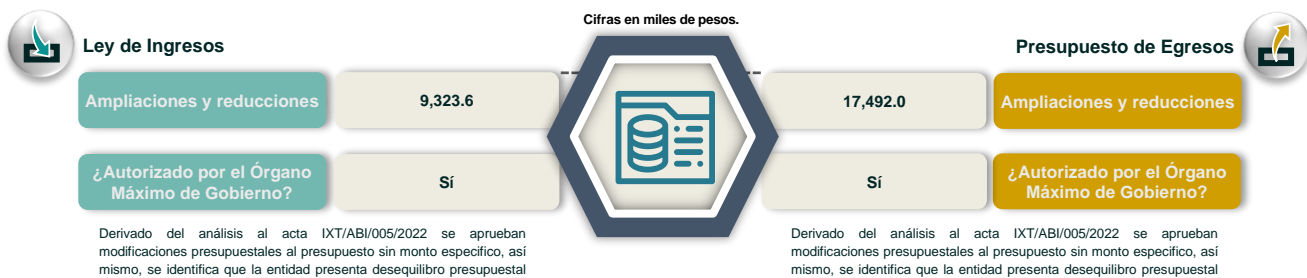 Cifras en miles de pesos.
Ley de Ingresos
Presupuesto de Egresos
Ampliaciones y reducciones
9,323.6
17,492.0
Ampliaciones y reducciones
¿Autorizado por el Órgano
Máximo de Gobierno?
Sí
Sí
¿Autorizado por el Órgano
Máximo de Gobierno?
Derivado del análisis al acta IXT/ABI/005/2022 se aprueban
modificaciones presupuestales al presupuesto sin monto especifico, así
mismo, se identifica que la entidad presenta desequilibro presupuestal
Derivado del análisis al acta IXT/ABI/005/2022 se aprueban
modificaciones presupuestales al presupuesto sin monto especifico, así
mismo, se identifica que la entidad presenta desequilibro presupuestal